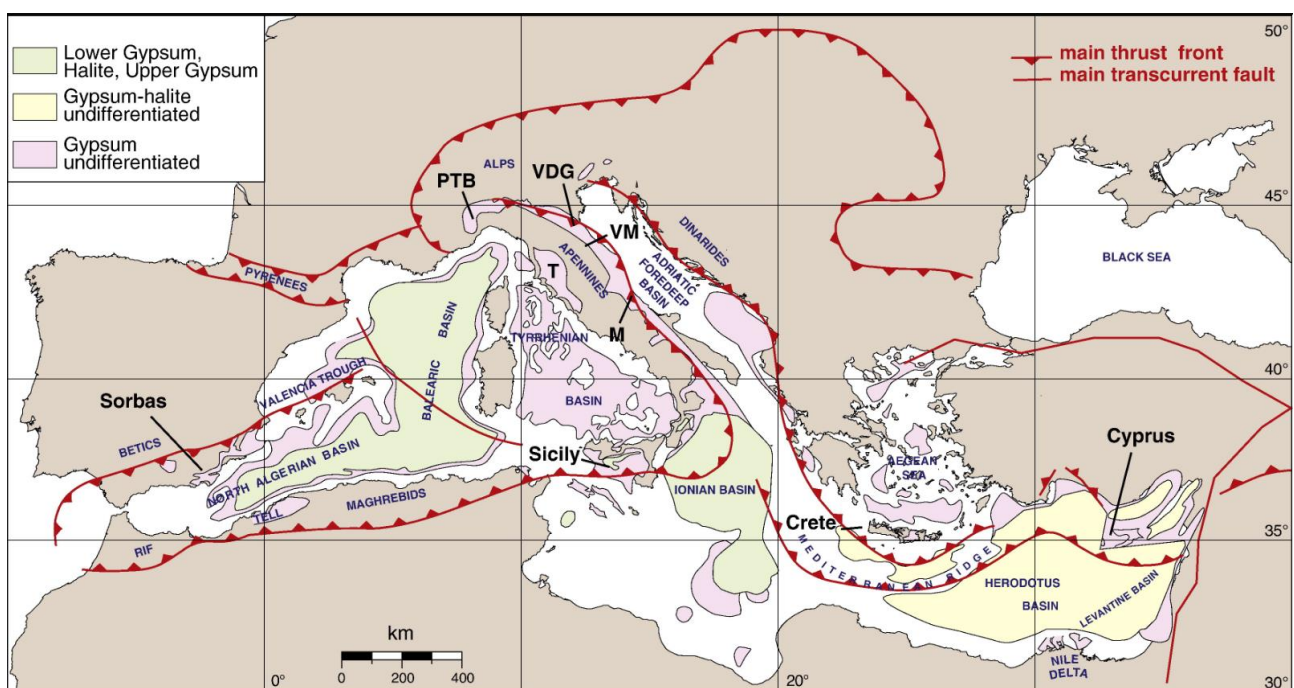 Lower Gypsum,
Halite, Upper Gypsum
Gypsum-halite
undifferentiated
Gypsum
undifferentiated
main thrust front
main transcurrent fault
50°
ALPS
PTB
VDG
45°
VM
DINARIDES
APENNINES
ADRIATIC
FOREDEEP
BASIN
T
M
PYRENEES
BLACK SEA
BALEARIC BASIN
TYRRHENIAN
BASIN
40°
VALENCIA TROUGH
Sorbas
BETICS
NORTH ALGERIAN BASIN
Sicily
Cyprus
AEGEAN
SEA
IONIAN BASIN
MAGHREBIDS
TELL
Crete
RIF
35°
MEDITERRANEAN RIDGE
HERODOTUS
BASIN
LEVANTINE BASIN
NILE
DELTA
km
0 200 400
0°
20°
30°